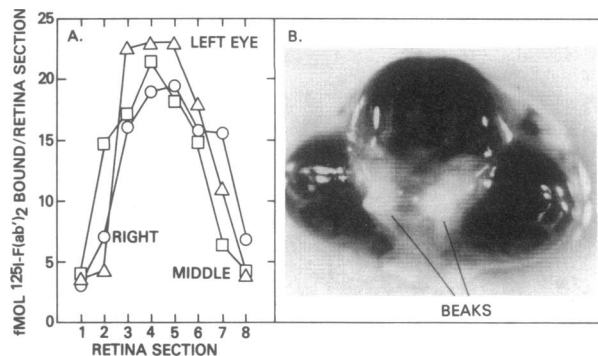 A.
LEFT EYE
RIGHT
MIDDLE
25
20
15
10
5
0
1 2 3 4 5 6 7 8
RETINA SECTION
fMOL 125I-F(ab')2 BOUND/RETINA SECTION
B.
BEAKS